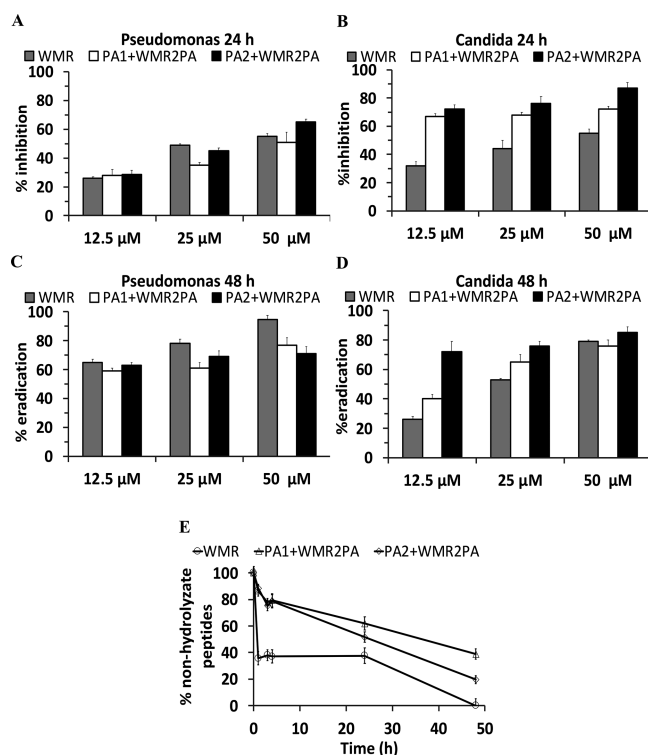 A
Pseudomonas 24 h
WMR PA1+WMR2PA PA2+WMR2PA
% inhibition
100
80
60
40
20
0
12.5 µM 25 µM 50 µM
B
Candida 24 h
WMR PA1+WMR2PA PA2+WMR2PA
%inhibition
100
80
60
40
20
0
12.5 µM 25 µM 50 µM
C
Pseudomonas 48 h
WMR PA1+WMR2PA PA2+WMR2PA
% eradication
100
80
60
40
20
0
12.5 µM 25 µM 50 µM
D
Candida 48 h
WMR PA1+WMR2PA PA2+WMR2PA
%eradication
100
80
60
40
20
0
12.5 µM 25 µM 50 µM
E
WMR PA1+WMR2PA PA2+WMR2PA
% non-hydrolyzate
peptides
100
80
60
40
20
0
0 10 20 30 40 50
Time (h)